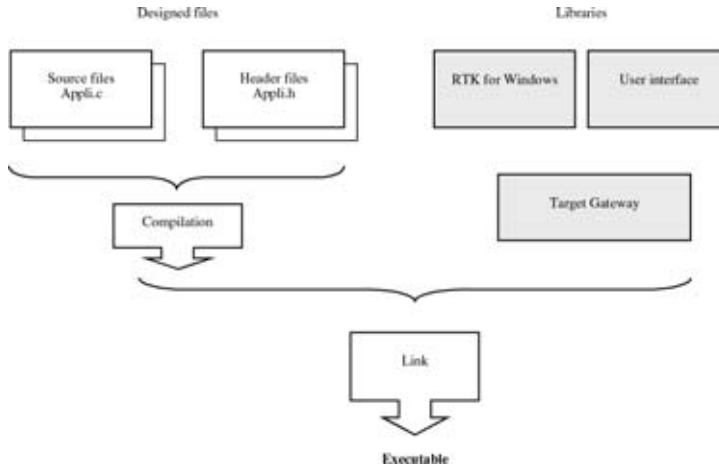 Designed files
Libraries
Source files
Appli.c
Header files
Appli.h
RTK for Windows
User interface
Compilation
Target Gateway
Link
Executable